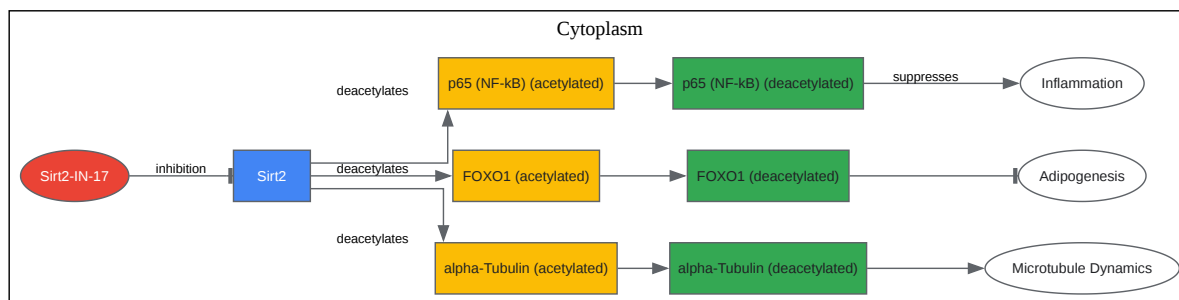 Cytoplasm
deacetylates
p65 (NF-kB) (acetylated)
p65 (NF-kB) (deacetylated)
suppresses
Inflammation
Sirt2-IN-17
inhibition
Sirt2
deacetylates
FOXO1 (acetylated)
FOXO1 (deacetylated)
Adipogenesis
deacetylates
alpha-Tubulin (acetylated)
alpha-Tubulin (deacetylated)
Microtubule Dynamics